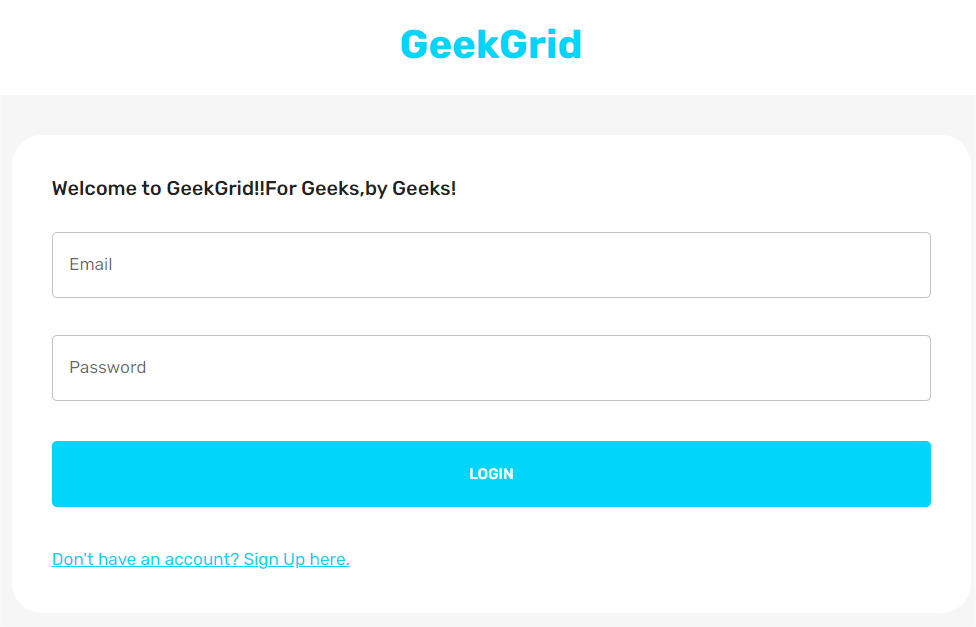 GeekGrid
Welcome to GeekGrid!!For Geeks,by Geeks!
Email
Password
LOGIN
Don't have an account? Sign Up here.